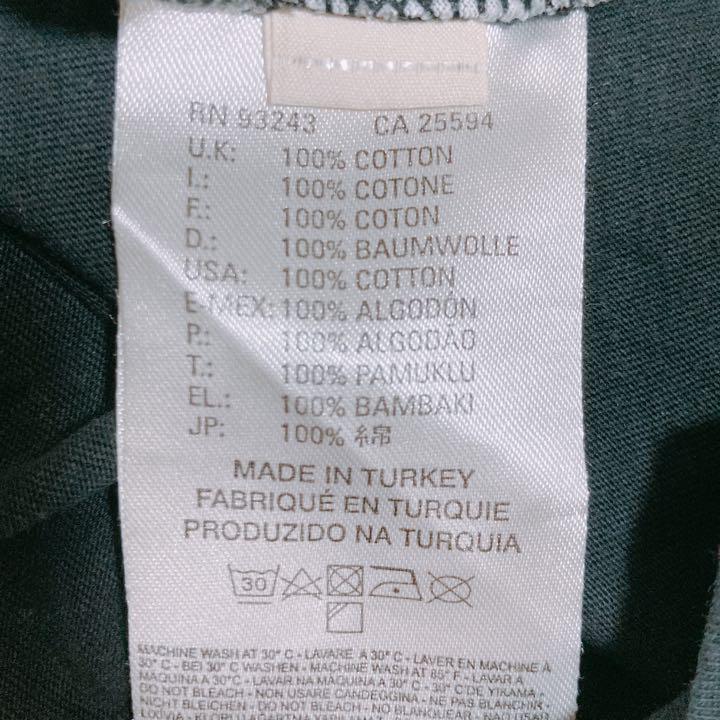 RN 93243 CA 25594
U.K: 100% COTTON
I.: 100% COTONE
F.: 100% COTON
D.: 100% BAUMWOLLE
USA: 100% COTTON
E-MEX: 100% ALGODÓN
P.: 100% ALGODÃO
T.: 100% PAMUKLU
EL.: 100% BAMBAKI
JP: 100% 綿
MADE IN TURKEY
FABRIQUÉ EN TURQUIE
PRODUZIDO NA TURQUIA
30
MACHINE WASH AT 30° C - LAVARE A 30° C - LAVER EN MACHINE À
30° C - BEI 30° C WASHEN - MACHINE WASH AT 85° F - LAVAR A
MAQUINA A 30° C - LAVAR NA MAQUINA A 30° C - 30° C'DE YIKAMA -
DO NOT BLEACH - NON USARE CANDEGGINA - NE PAS BLANCHIR -
NICHT BLEICHEN - DO NOT BLEACH - NO BLANQUEAR -